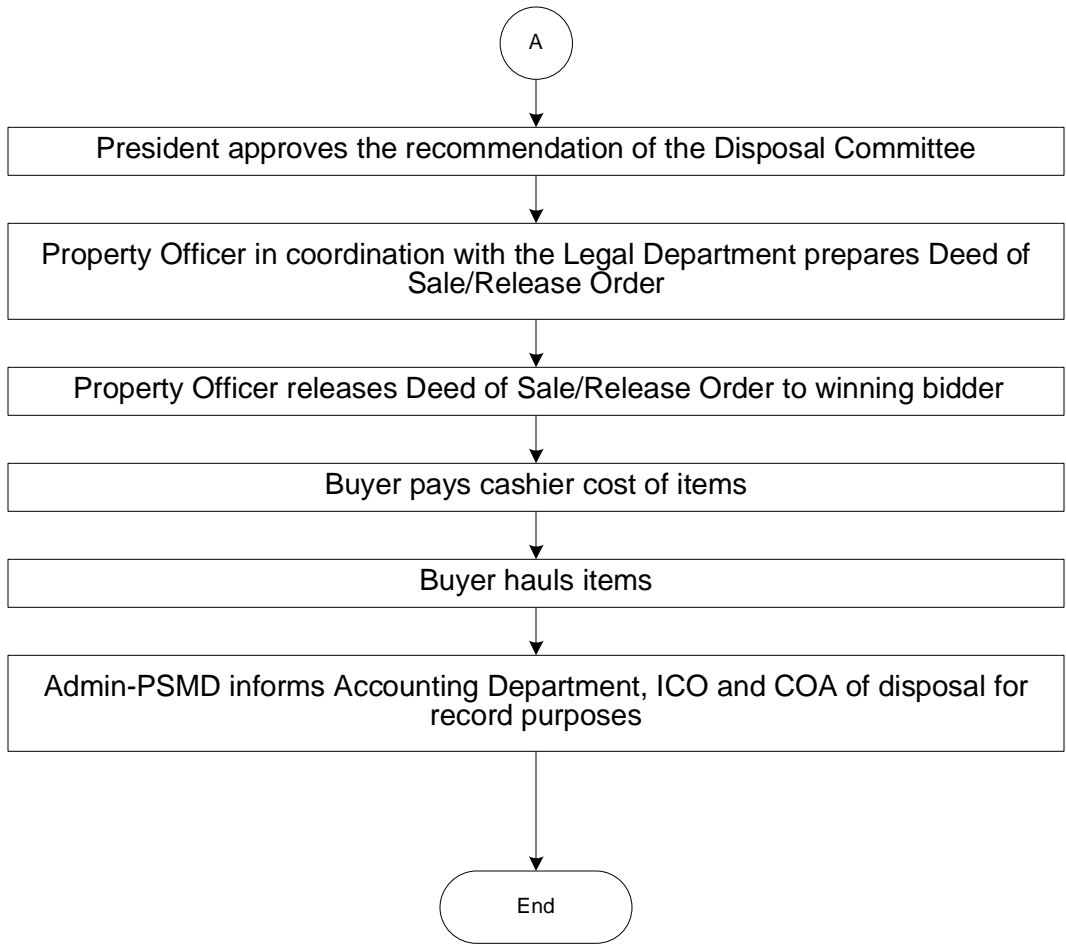 A
President approves the recommendation of the Disposal Committee
Property Officer in coordination with the Legal Department prepares Deed of
Sale/Release Order
Property Officer releases Deed of Sale/Release Order to winning bidder
Buyer pays cashier cost of items
Buyer hauls items
Admin-PSMD informs Accounting Department, ICO and COA of disposal for
record purposes
End